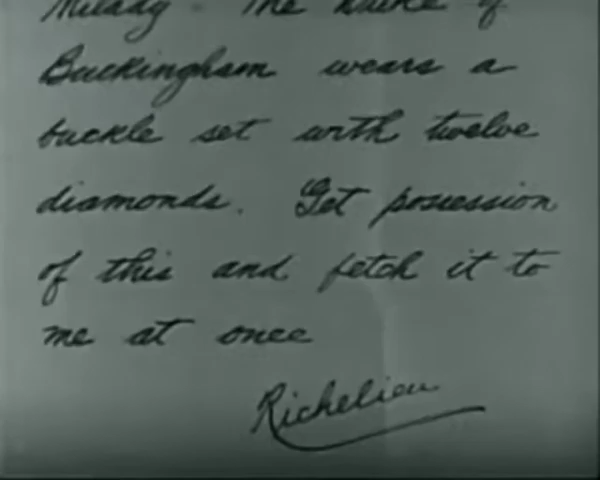 Milady The Duke of
Buckingham wears a
buckle set with twelve
diamonds. Get possession
of this and fetch it to
me at once
Richelieu